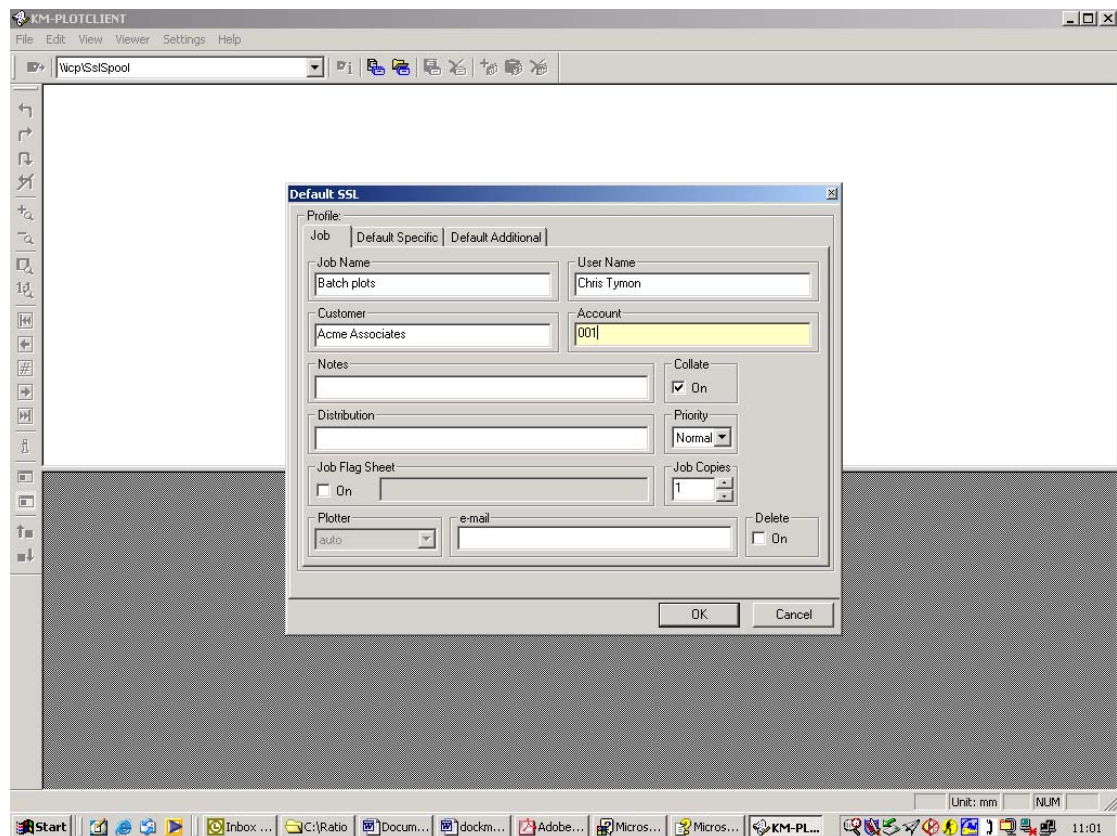 KM-PLOTCLIENT
File Edit View Viewer Settings Help
\\icp\SslSpool
Default SSL
Profile:
Job Default Specific Default Additional
Job Name User Name
Batch plots Chris Tymon
Customer Account
Acme Associates 001
Notes Collate
On
Distribution Priority
Normal
Job Flag Sheet Job Copies
On 1
Plotter e-mail Delete
auto On
OK Cancel
Unit: mm NUM
Start Inbox ... C:\Ratio Docum... dockm... Adobe... Micros... Micros... KM-PL... 11:01